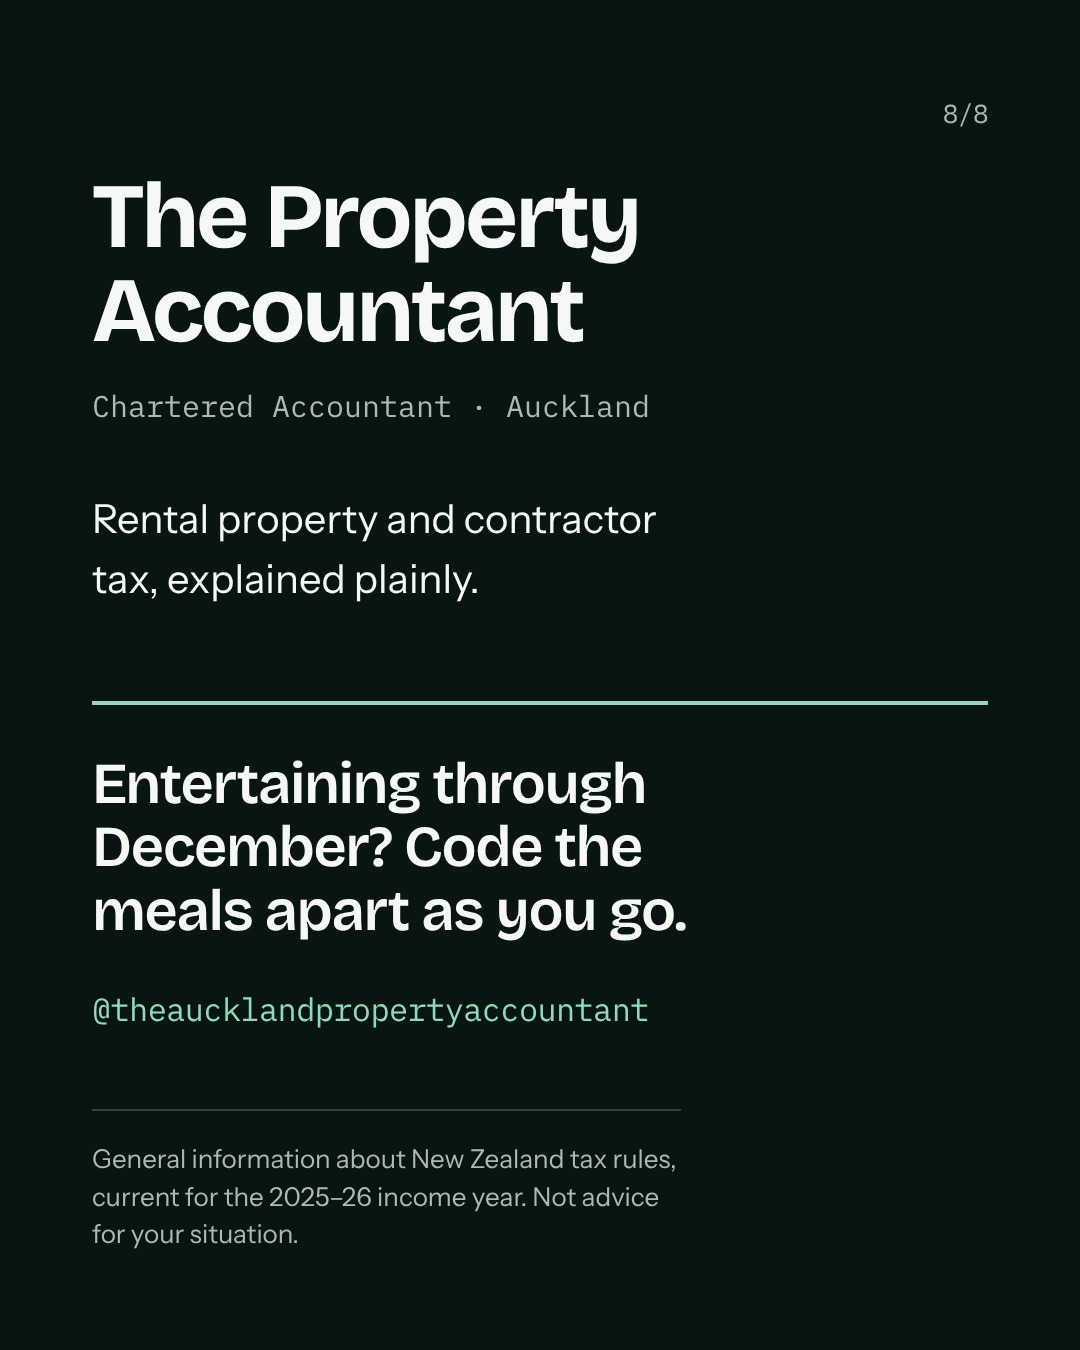 8/8
The Property
Accountant
Chartered Accountant · Auckland
Rental property and contractor
tax, explained plainly.
Entertaining through
December? Code the
meals apart as you go.
@theaucklandpropertyaccountant
General information about New Zealand tax rules,
current for the 2025–26 income year. Not advice
for your situation.